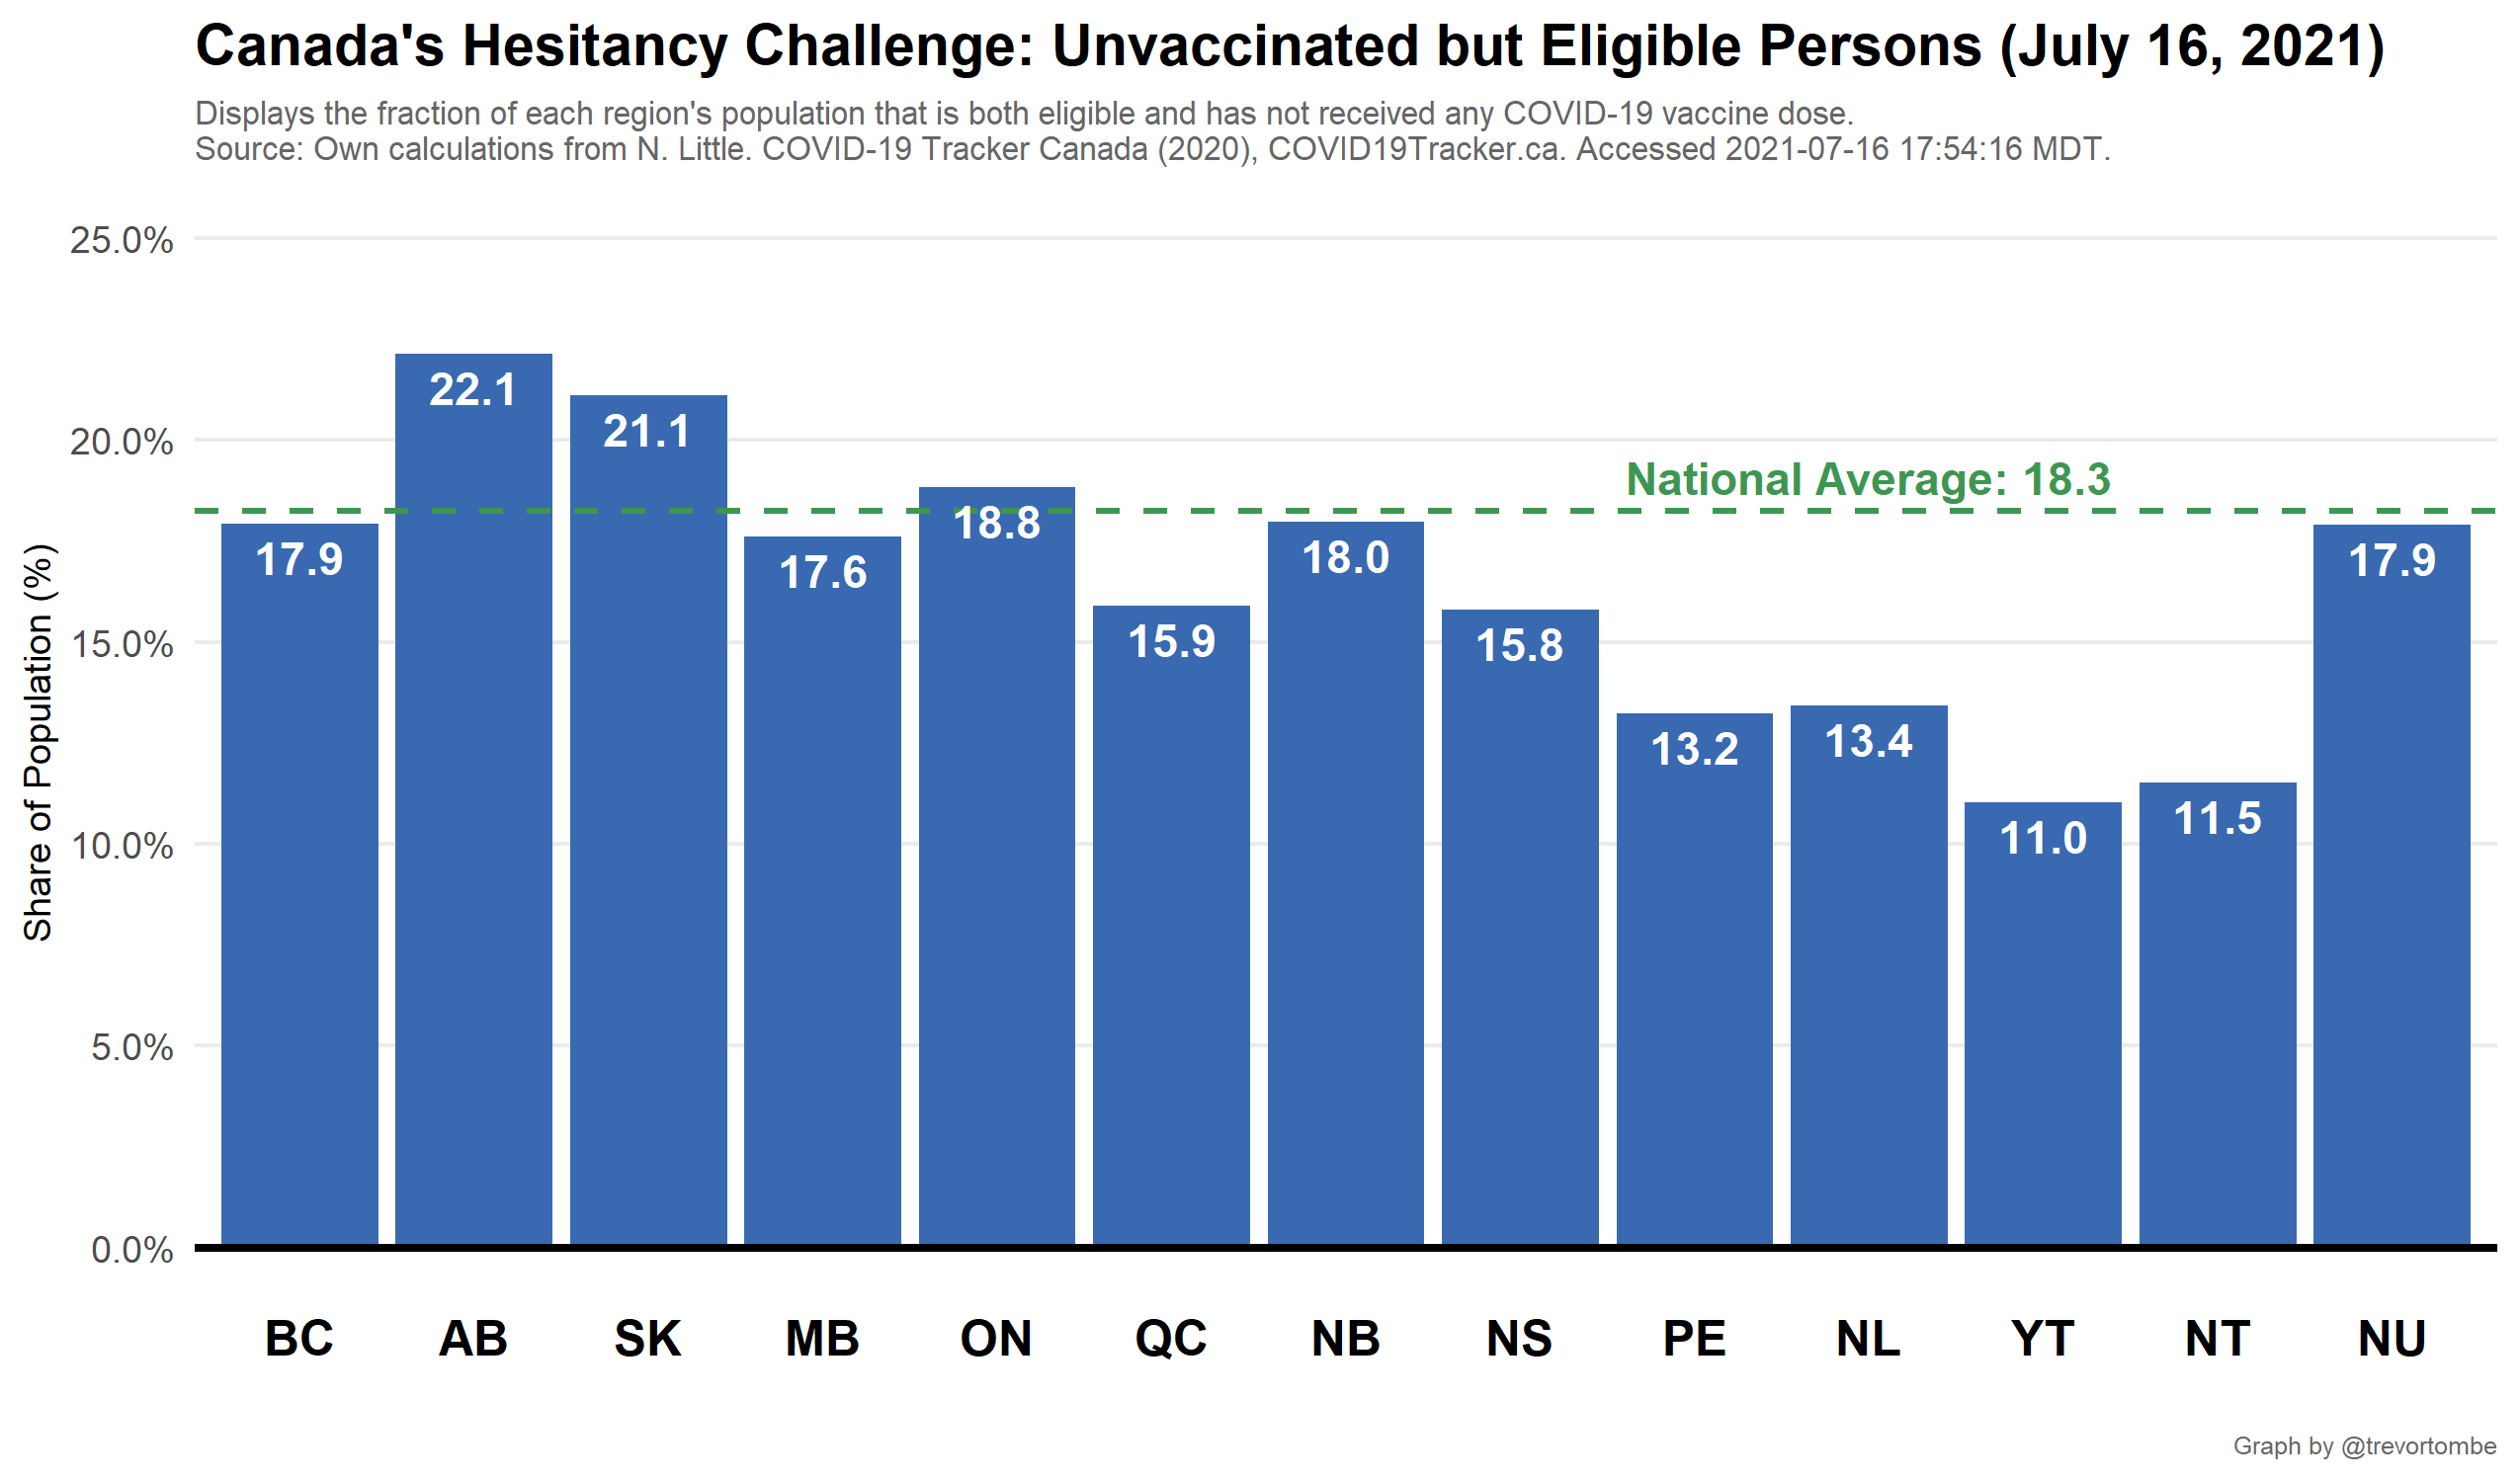 Canada's Hesitancy Challenge: Unvaccinated but Eligible Persons (July 16, 2021)
Displays the fraction of each region's population that is both eligible and has not received any COVID-19 vaccine dose.
Source: Own calculations from N. Little. COVID-19 Tracker Canada (2020), COVID19Tracker.ca. Accessed 2021-07-16 17:54:16 MDT.
Share of Population (%)
25.0%
20.0%
15.0%
10.0%
5.0%
0.0%
National Average: 18.3
17.9
22.1
21.1
17.6
18.8
15.9
18.0
15.8
13.2
13.4
11.0
11.5
17.9
BC
AB
SK
MB
ON
QC
NB
NS
PE
NL
YT
NT
NU
Graph by @trevortombe